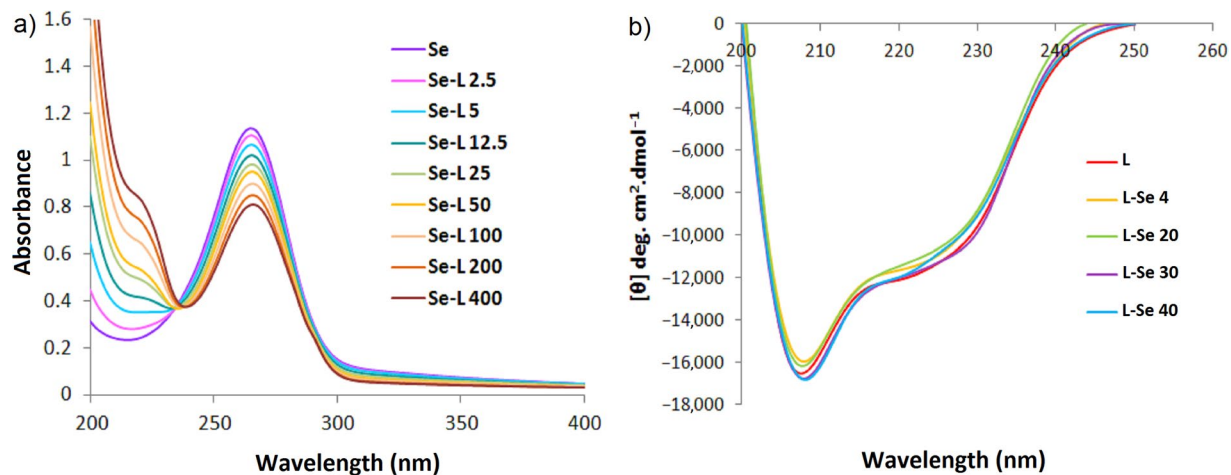 a)
1.6
1.4
1.2
1
0.8
0.6
0.4
0.2
0
200
250
300
350
400
Absorbance
Wavelength (nm)
Se
Se-L 2.5
Se-L 5
Se-L 12.5
Se-L 25
Se-L 50
Se-L 100
Se-L 200
Se-L 400
b)
0
−2,000
−4,000
−6,000
−8,000
−10,000
−12,000
−14,000
−16,000
−18,000
200
210
220
230
240
250
260
[θ] deg. cm².dmol⁻¹
Wavelength (nm)
L
L-Se 4
L-Se 20
L-Se 30
L-Se 40